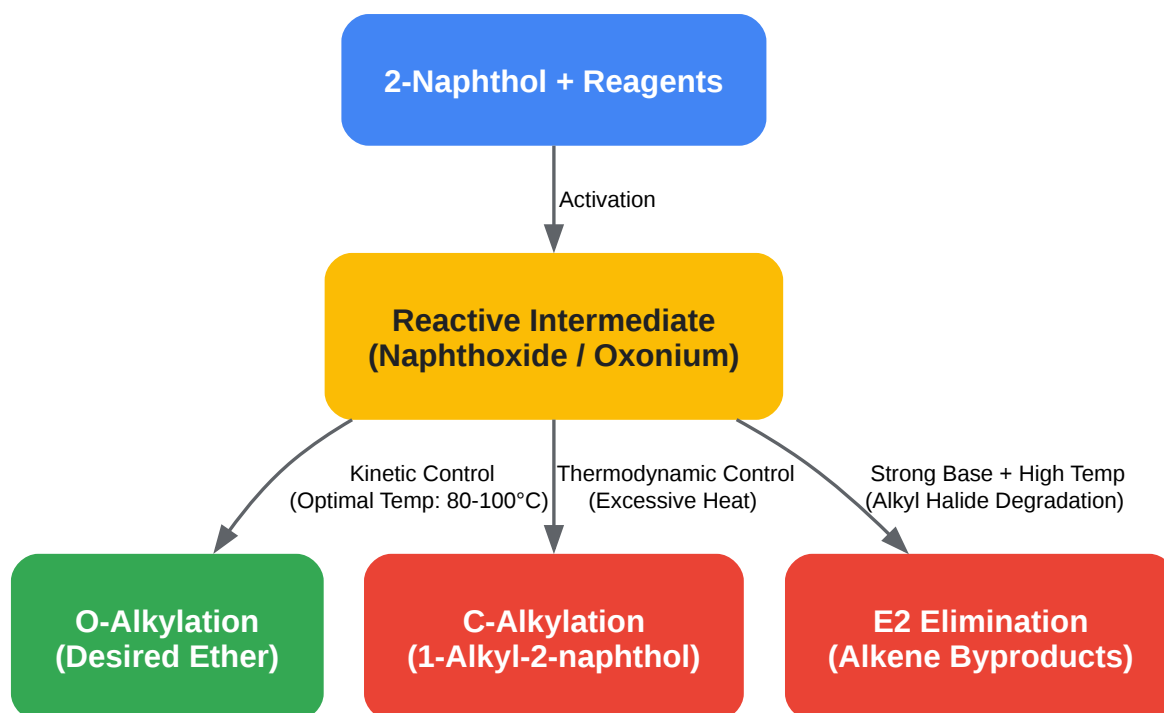 2-Naphthol + Reagents
Activation
Reactive Intermediate
(Naphthoxide / Oxonium)
Kinetic Control
(Optimal Temp: 80-100°C)
Thermodynamic Control
(Excessive Heat)
Strong Base + High Temp
(Alkyl Halide Degradation)
O-Alkylation
(Desired Ether)
C-Alkylation
(1-Alkyl-2-naphthol)
E2 Elimination
(Alkene Byproducts)